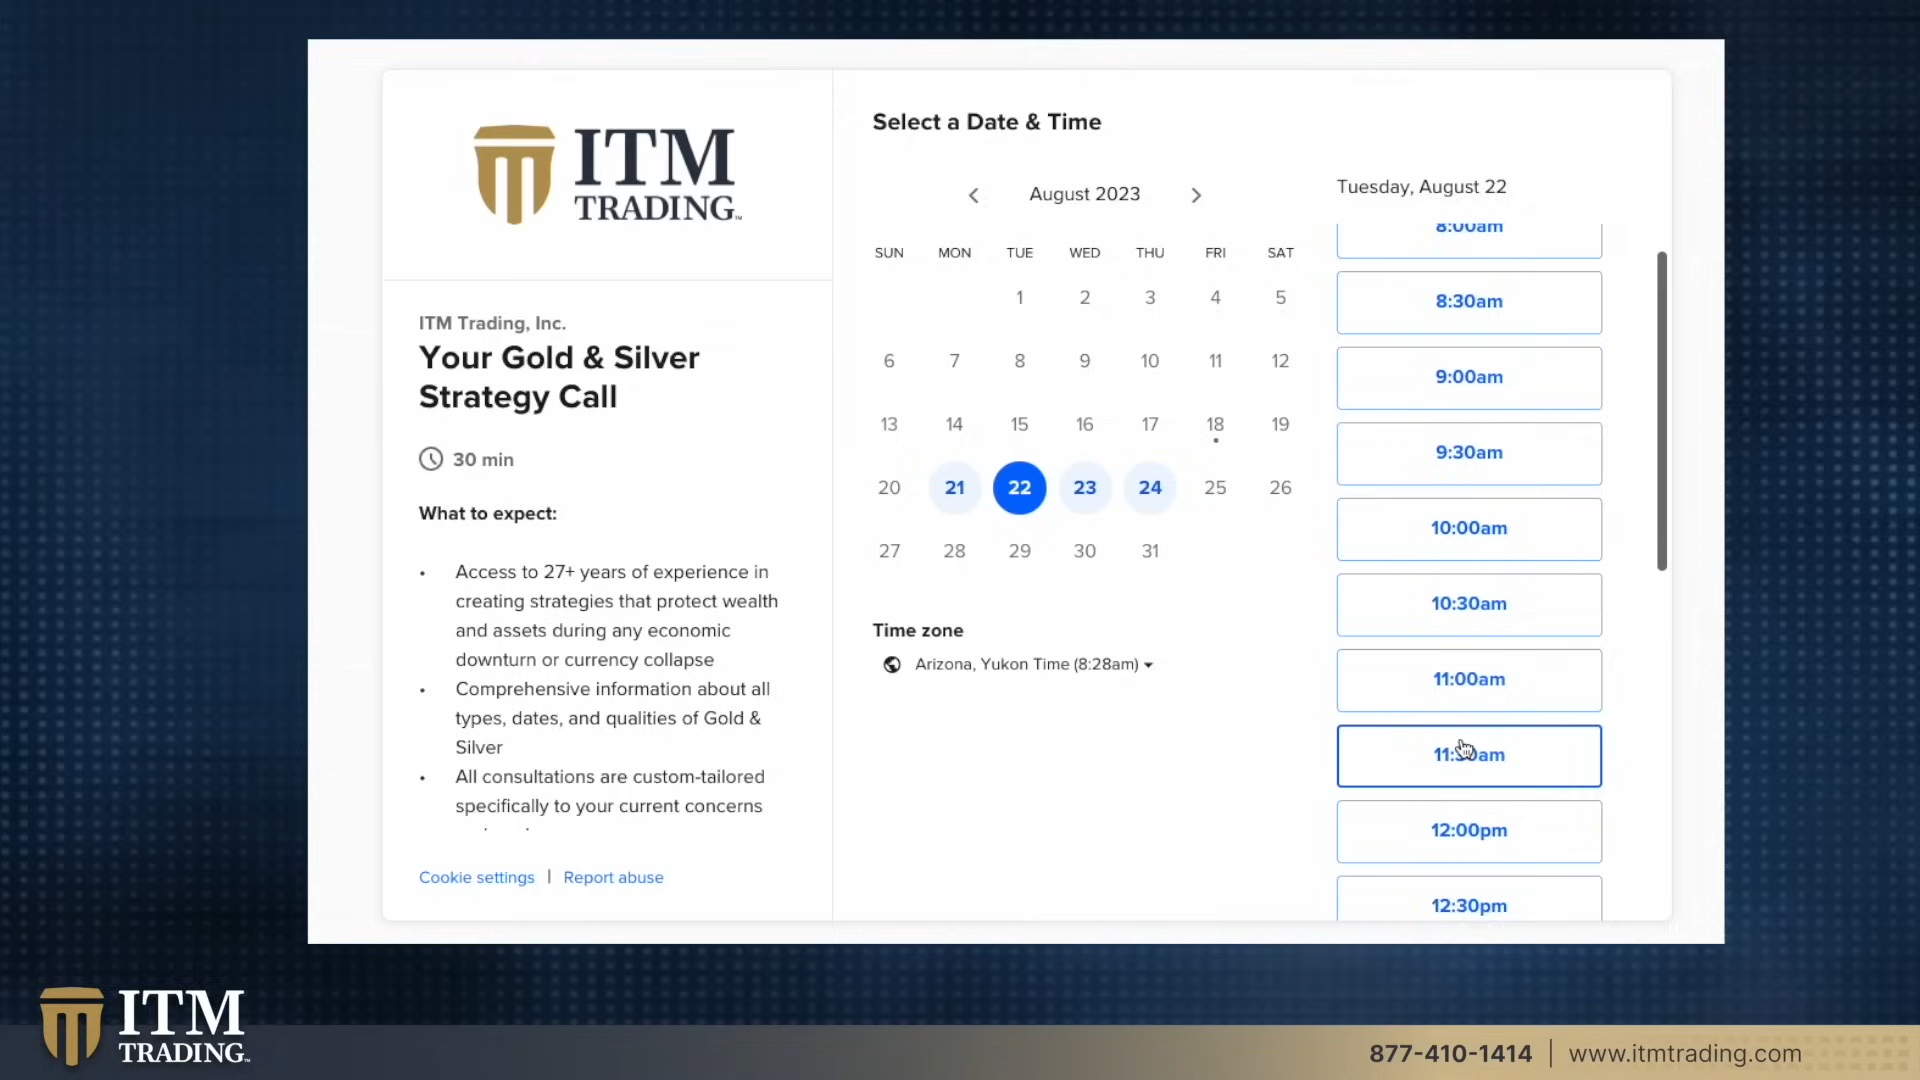 ITM
TRADING
ITM Trading, Inc.
Your Gold & Silver
Strategy Call
30 min
What to expect:
• Access to 27+ years of experience in
creating strategies that protect wealth
and assets during any economic
downturn or currency collapse
• Comprehensive information about all
types, dates, and qualities of Gold &
Silver
• All consultations are custom-tailored
specifically to your current concerns
Cookie settings | Report abuse
Select a Date & Time
August 2023
SUN MON TUE WED THU FRI SAT
1 2 3 4 5
6 7 8 9 10 11 12
13 14 15 16 17 18 19
20 21 22 23 24 25 26
27 28 29 30 31
Time zone
Arizona, Yukon Time (8:28am)
Tuesday, August 22
8:00am
8:30am
9:00am
9:30am
10:00am
10:30am
11:00am
11:30am
12:00pm
12:30pm
ITM
TRADING
877-410-1414 | www.itmtrading.com